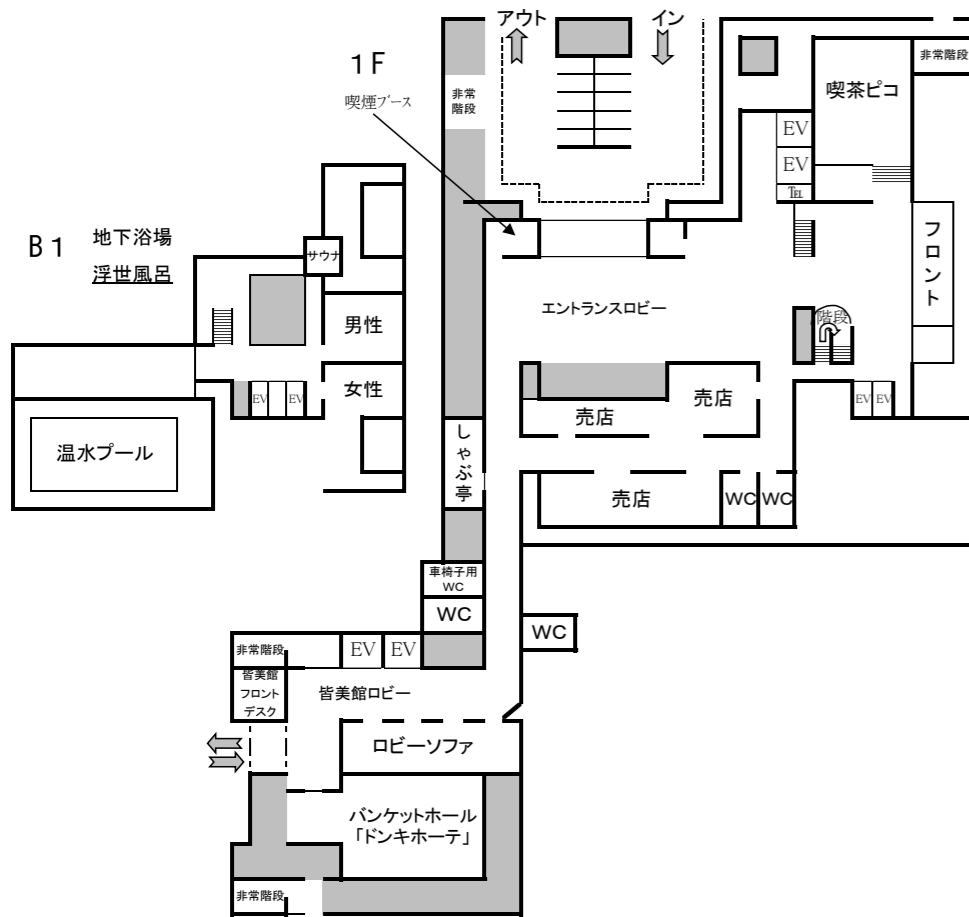 アウト
イン
1F
喫煙ブース
非常
階段
非常階段
喫茶ピコ
EV
EV
TEL
フロント
B1
地下浴場
浮世風呂
サウナ
男性
女性
EV
EV
エントランスロビー
階段
EV
EV
売店
売店
売店
WC
WC
温水プール
しゃぶ亭
車椅子用
WC
WC
WC
非常階段
EV
EV
皆美館
フロント
デスク
皆美館ロビー
ロビーソファ
バンケットホール
「ドンキホーテ」
非常階段